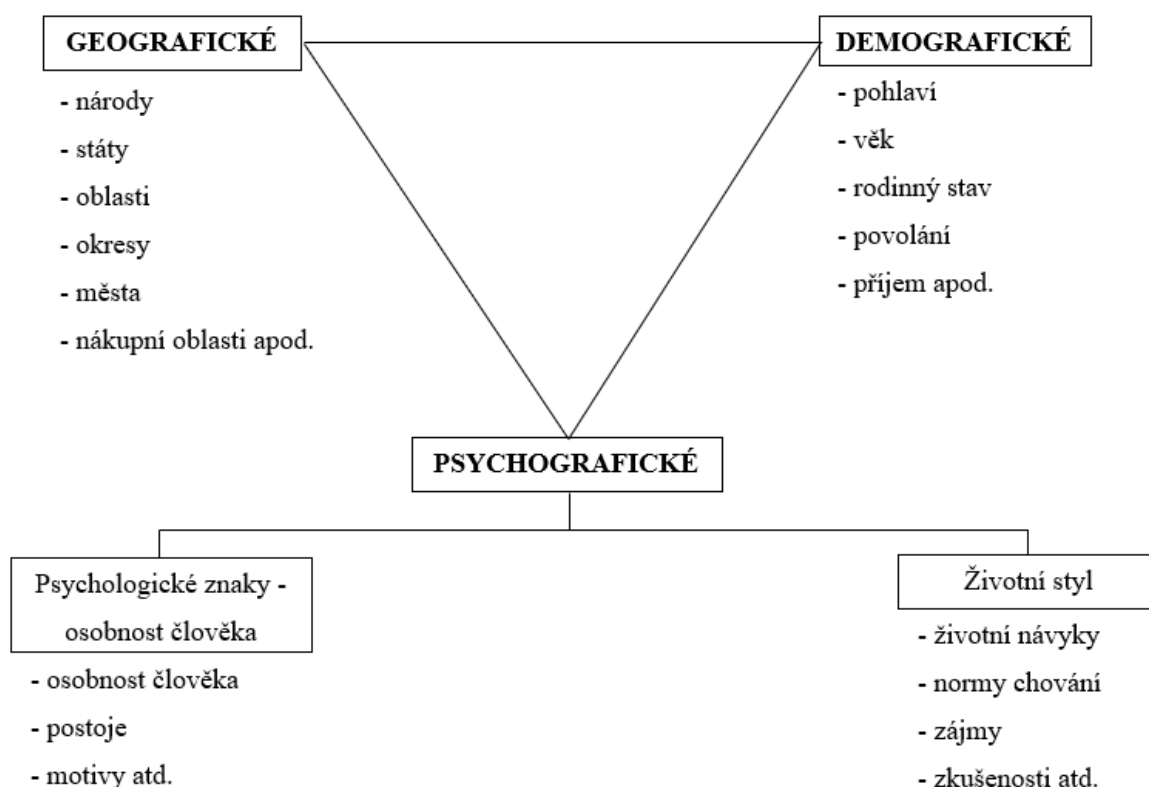 GEOGRAFICKÉ
- národy
- státy
- oblasti
- okresy
- města
- nákupní oblasti apod.
DEMOGRAFICKÉ
- pohlaví
- věk
- rodinný stav
- povolání
- příjem apod.
PSYCHOGRAFICKÉ
Psychologické znaky -
osobnost člověka
- osobnost člověka
- postoje
- motivy atd.
Životní styl
- životní návyky
- normy chování
- zájmy
- zkušenosti atd.